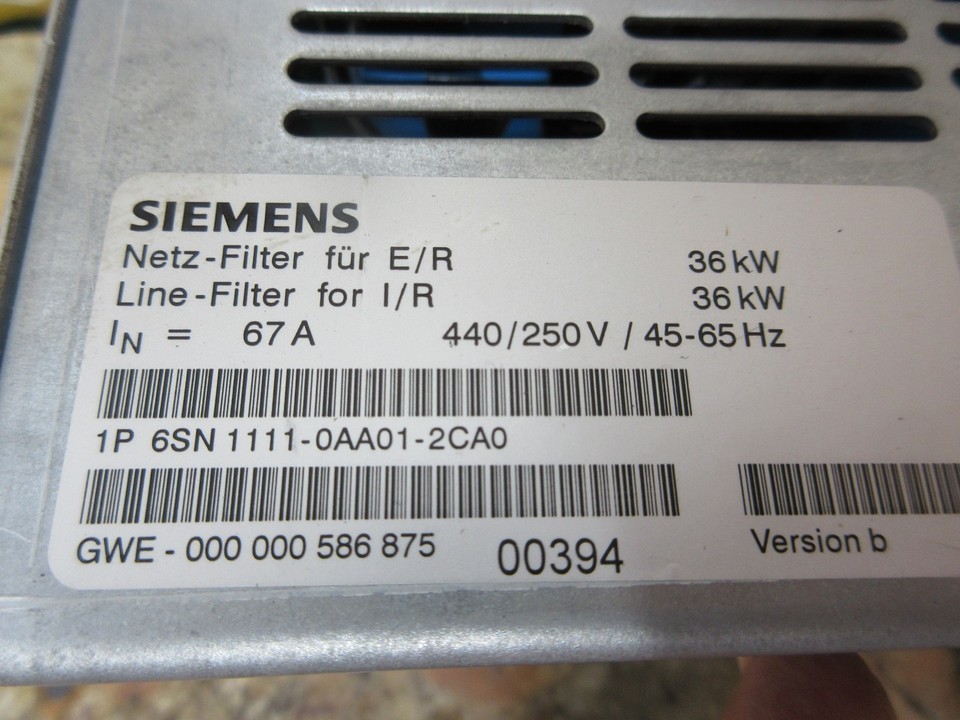 SIEMENS
Netz-Filter für E/R 36 kW
Line-Filter for I/R 36 kW
IN = 67 A 440/250 V / 45-65 Hz
1P 6SN 1111-0AA01-2CA0
GWE - 000 000 586 875 00394 Version b